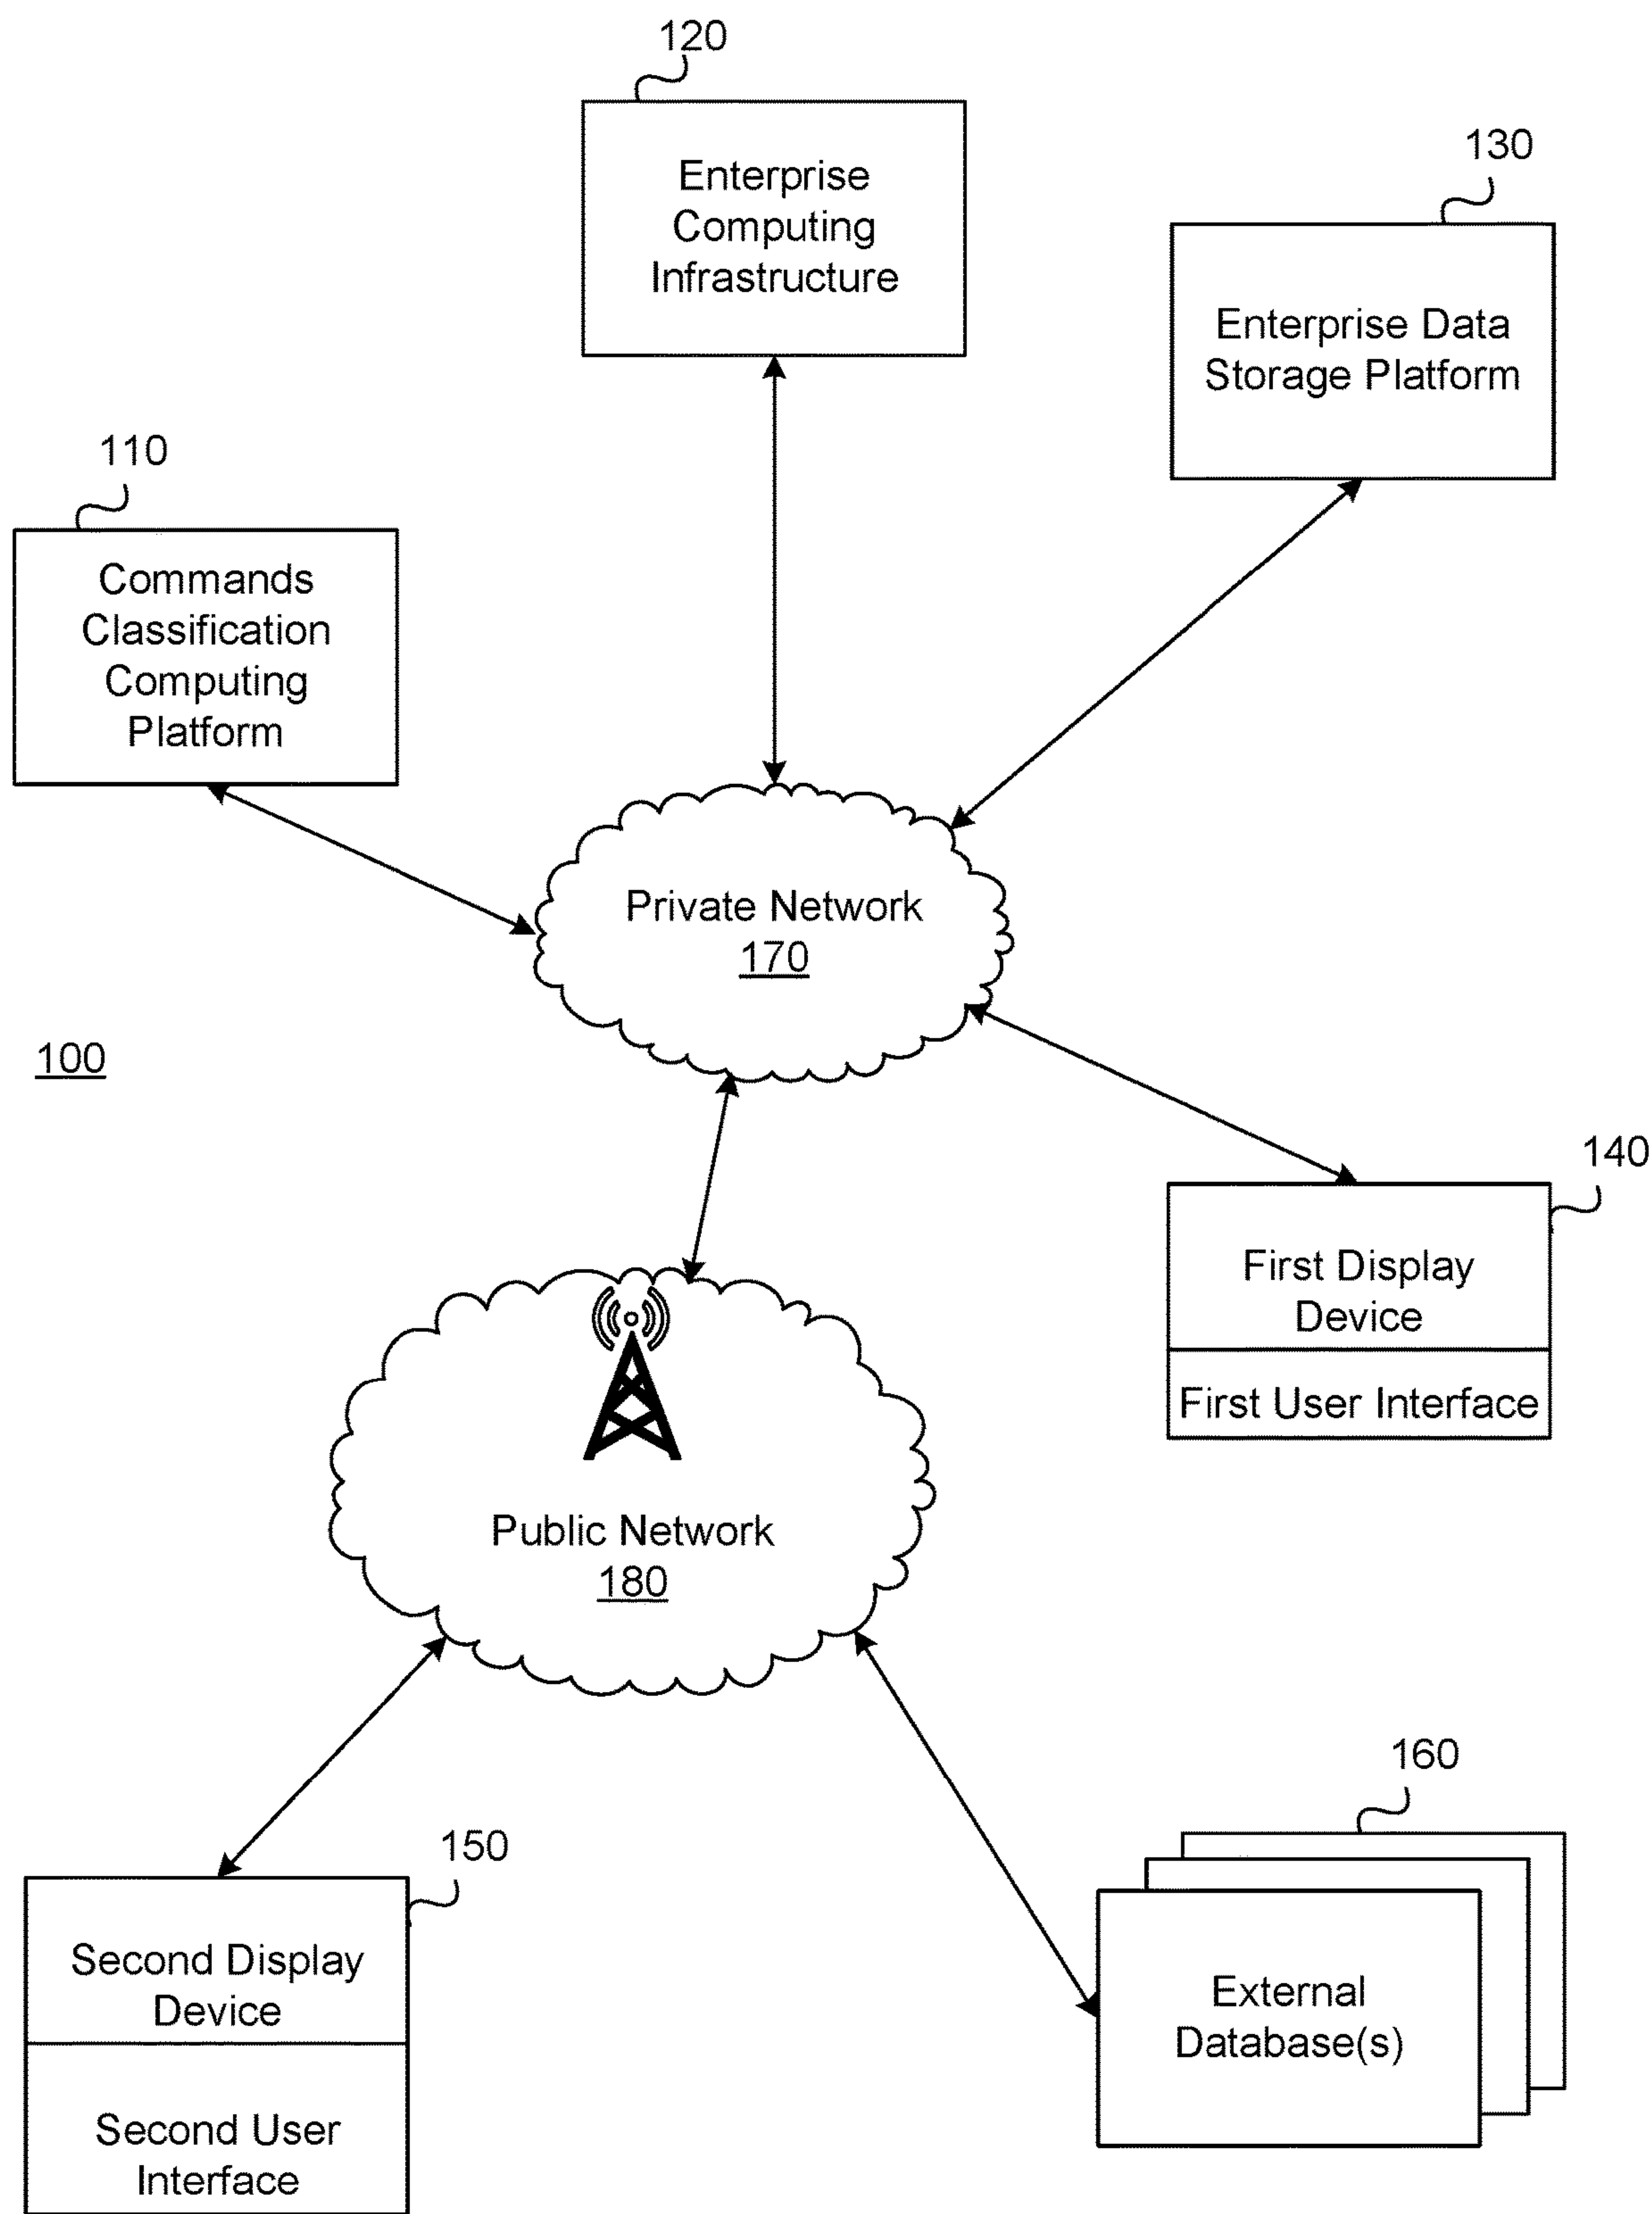 120
Enterprise
Computing
Infrastructure
130
Enterprise Data
Storage Platform
110
Commands
Classification
Computing
Platform
Private Network
170
100
140
First Display
Device
First User Interface
Public Network
180
160
External
Database(s)
150
Second Display
Device
Second User
Interface